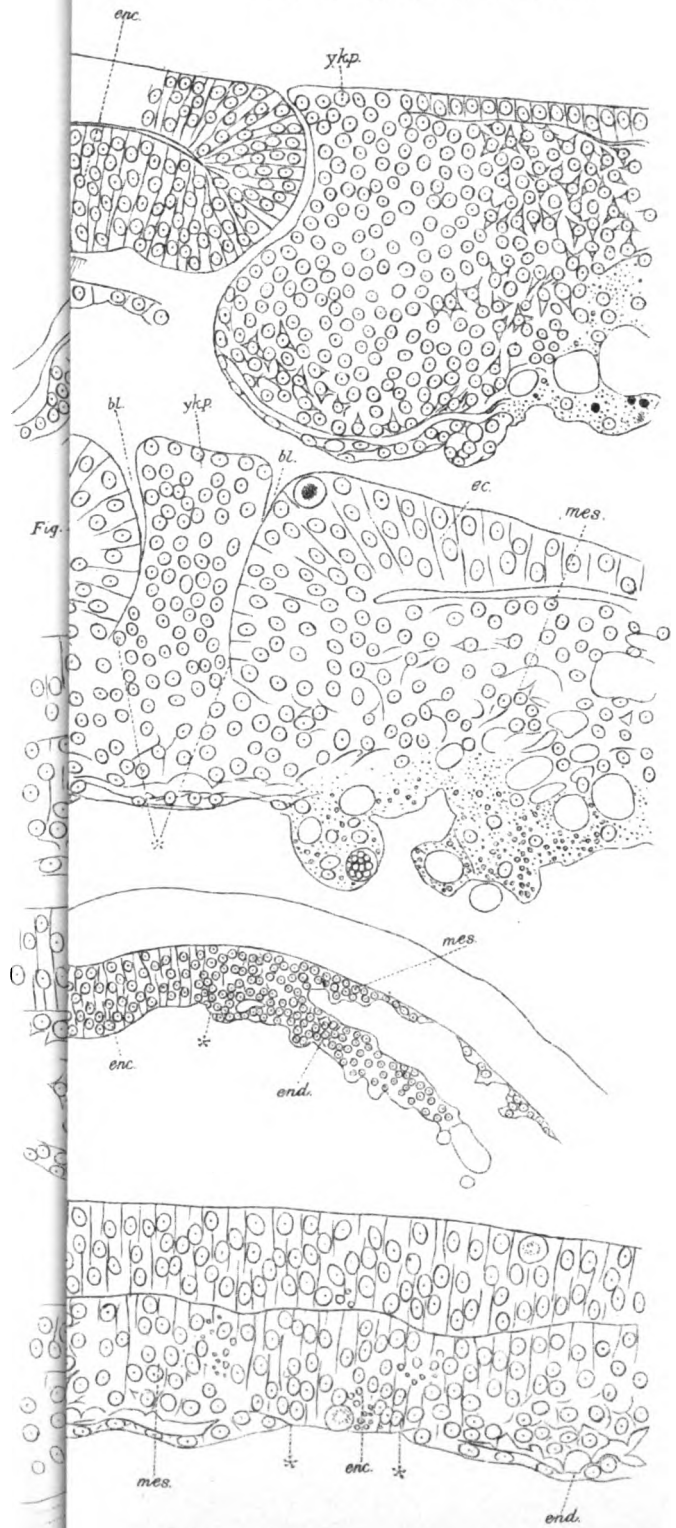 enc.
ykp.
bl.
ykp.
bl.
ec.
mes.
Fig.
*
mes.
enc.
*
end.
mes.
*
enc.
*
end.